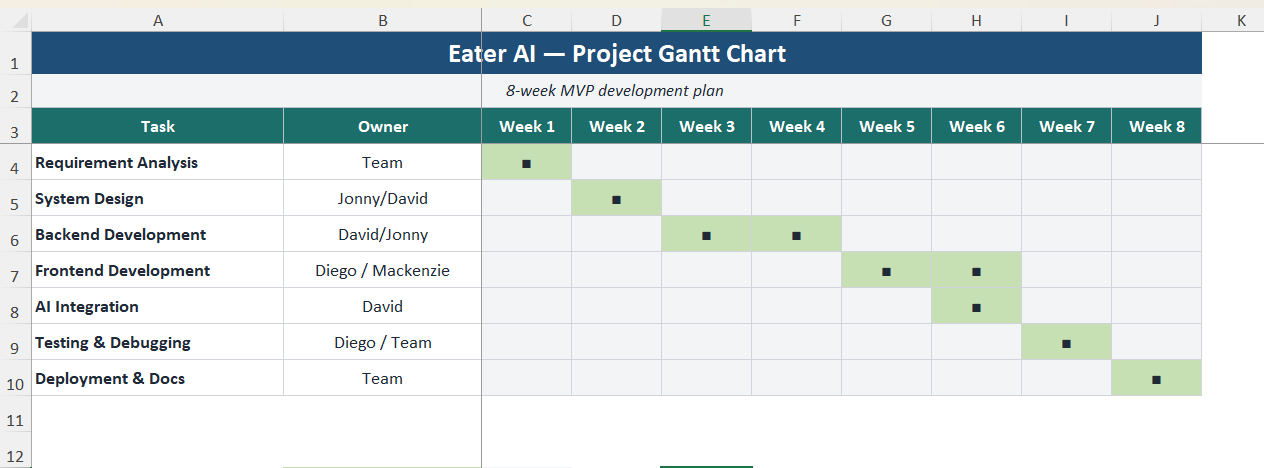 A B C D E F G H I J K
1 Eater AI — Project Gantt Chart
2 8-week MVP development plan
3 Task Owner Week 1 Week 2 Week 3 Week 4 Week 5 Week 6 Week 7 Week 8
4 Requirement Analysis Team ■
5 System Design Jonny/David ■
6 Backend Development David/Jonny ■ ■
7 Frontend Development Diego / Mackenzie ■ ■
8 AI Integration David ■
9 Testing & Debugging Diego / Team ■
10 Deployment & Docs Team ■
11
12